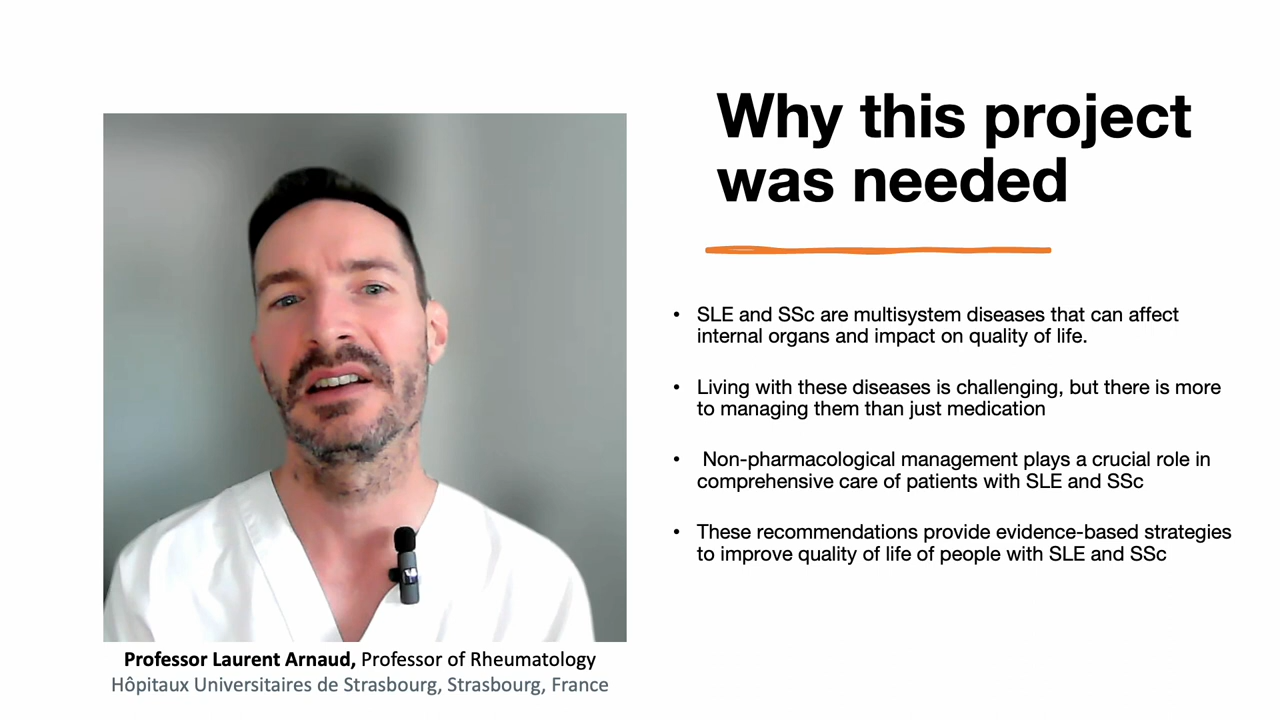 Why this project
was needed
• SLE and SSc are multisystem diseases that can affect
internal organs and impact on quality of life.
• Living with these diseases is challenging, but there is more
to managing them than just medication
• Non-pharmacological management plays a crucial role in
comprehensive care of patients with SLE and SSc
• These recommendations provide evidence-based strategies
to improve quality of life of people with SLE and SSc
Professor Laurent Arnaud, Professor of Rheumatology
Hôpitaux Universitaires de Strasbourg, Strasbourg, France